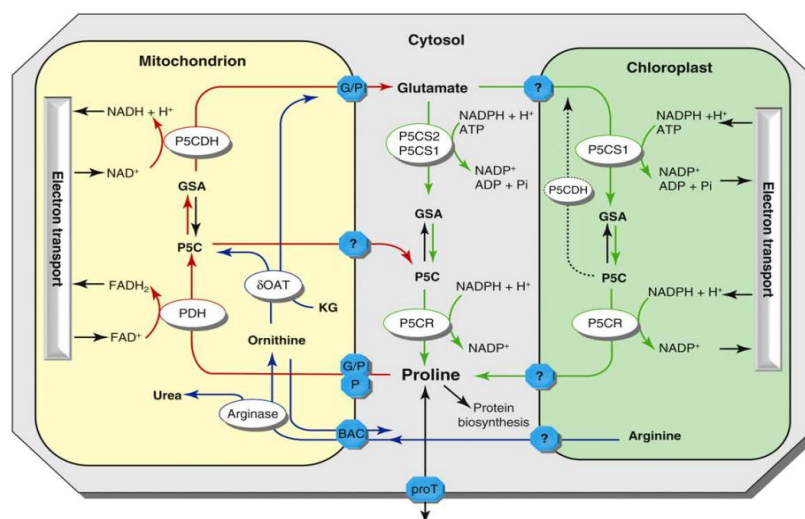 Cytosol
Mitochondrion
Chloroplast
G/P
Glutamate
?
NADH + H⁺
P5CDH
NAD⁺
GSA
P5C
FADH₂
PDH
FAD⁺
Electron transport
δOAT
KG
Ornithine
Urea
Arginase
?
G/P
P
BAC
P5CS2
P5CS1
NADPH + H⁺
ATP
NADP⁺
ADP + Pi
GSA
P5C
P5CR
NADPH + H⁺
NADP⁺
Proline
Protein
biosynthesis
proT
P5CDH
P5CS1
NADPH +H⁺
ATP
NADP⁺
ADP + Pi
GSA
P5C
P5CR
NADPH + H⁺
NADP⁺
Electron transport
?
?
Arginine